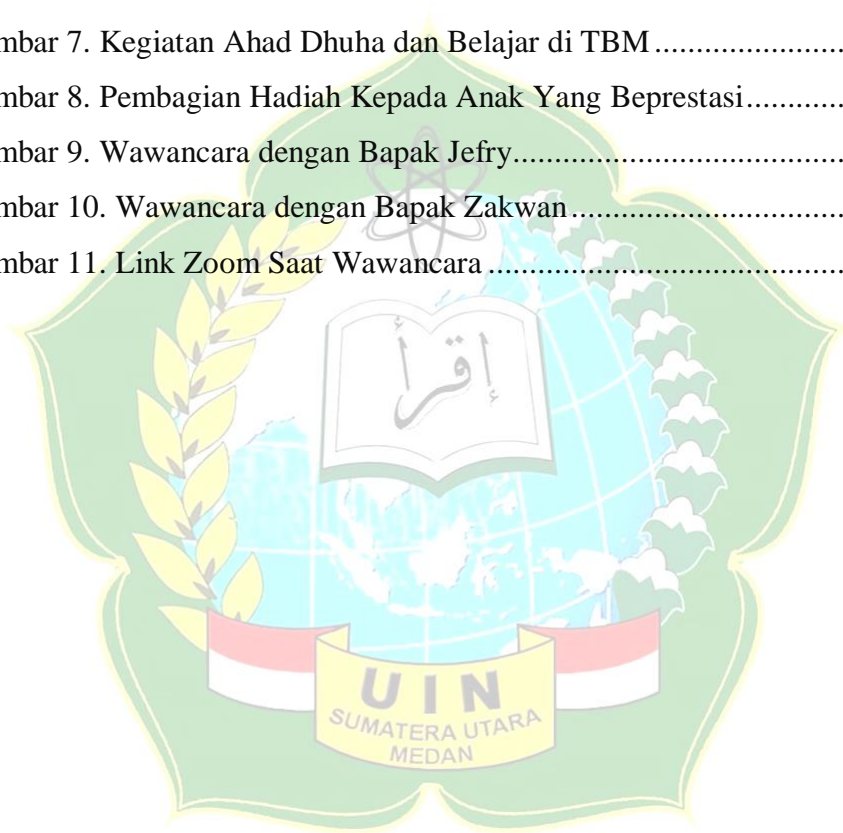 mbar 7. Kegiatan Ahad Dhuha dan Belajar di TBM......................
mbar 8. Pembagian Hadiah Kepada Anak Yang Beprestasi............
mbar 9. Wawancara dengan Bapak Jefry.......................................
mbar 10. Wawancara dengan Bapak Zakwan................................
mbar 11. Link Zoom Saat Wawancara..........................................
إقرأ
UIN
SUMATERA UTARA
MEDAN